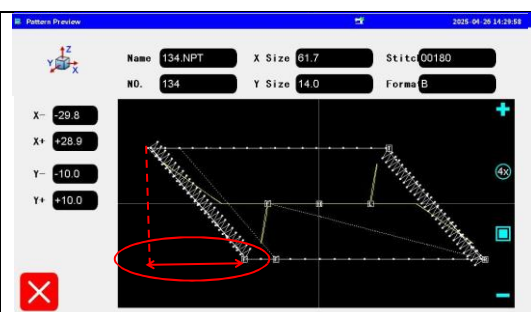 Pattern Preview 2025-04-26 14:29:58
Z
Y X
Name 134.NPT X Size 61.7 Stitc 00180
NO. 134 Y Size 14.0 Forma B
X- -29.8
X+ +28.9
Y- -10.0
Y+ +10.0
4X